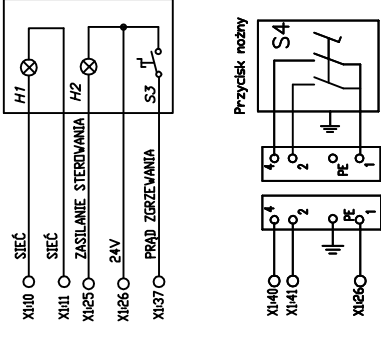 H1
H2
S3
SIEĆ
SIEĆ
ZASILANIE STEROWANIA
24V
PRĄD ZGRZEWANIA
X1:10
X1:11
X1:25
X1:26
X1:37
Przycisk nożny
S4
4
2
PE
1
4
2
PE
1
X1:40
X1:41
X1:26